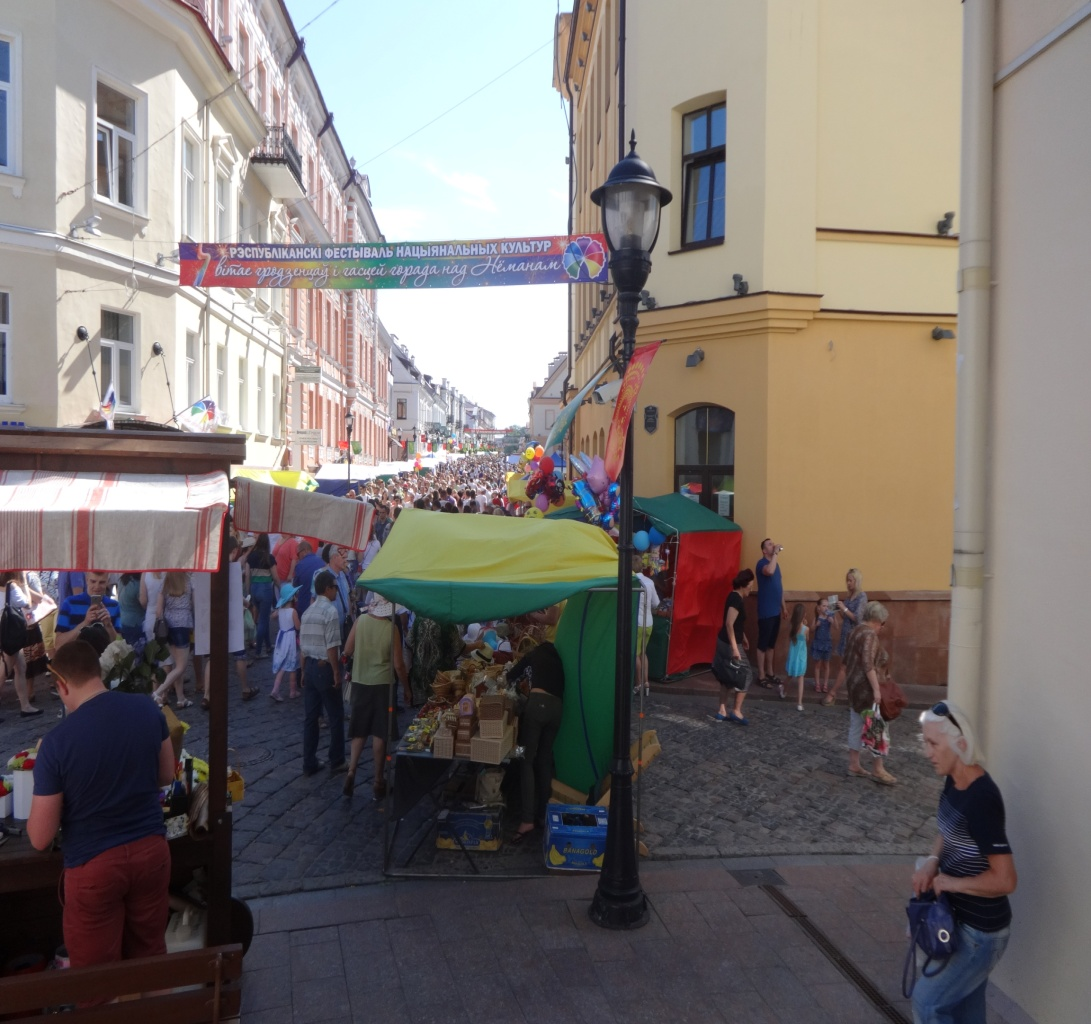 РЭСПУБЛІКАНСКІ ФЕСТЫВАЛЬ НАЦЫЯНАЛЬНЫХ КУЛЬТУР
вітае гродзенцаў і гасцей горада над Нёманам